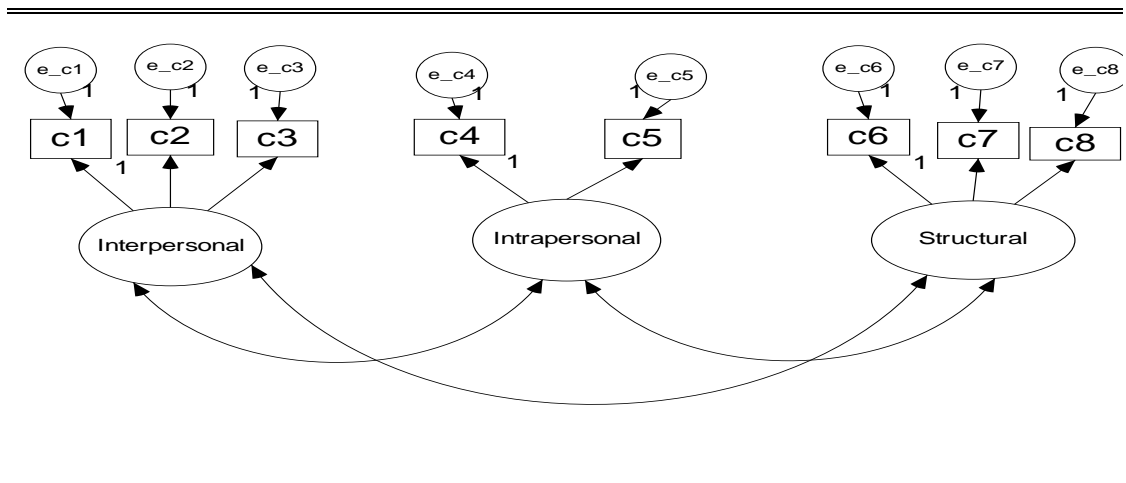 e_c1 e_c2 e_c3 e_c4 e_c5 e_c6 e_c7 e_c8
1 1 1 1 1 1 1 1
c1 c2 c3 c4 c5 c6 c7 c8
1 1 1
Interpersonal Intrapersonal Structural